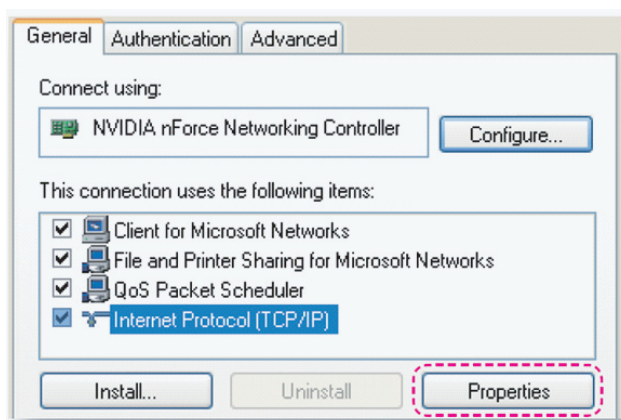 General Authentication Advanced
Connect using:
NVIDIA nForce Networking Controller Configure...
This connection uses the following items:
Client for Microsoft Networks
File and Printer Sharing for Microsoft Networks
QoS Packet Scheduler
Internet Protocol (TCP/IP)
Install... Uninstall Properties